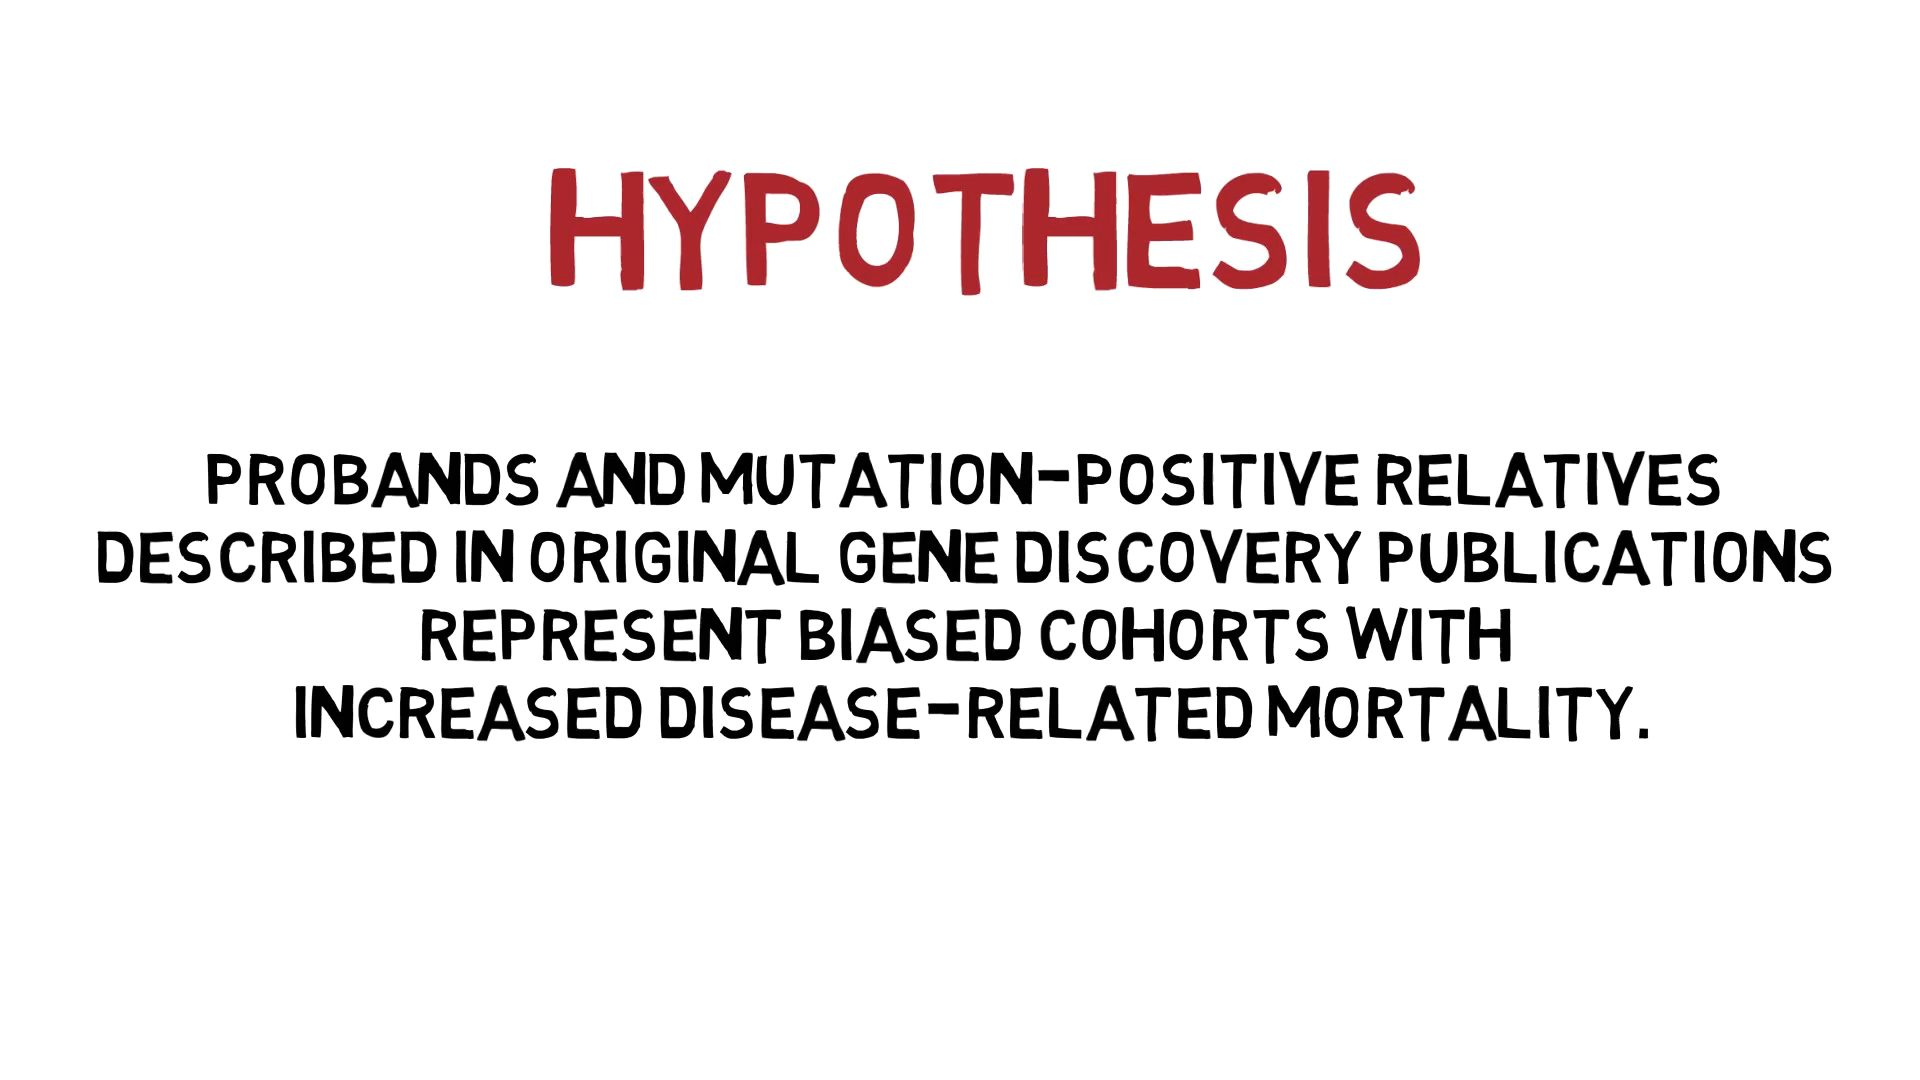 HYPOTHESIS
PROBANDS AND MUTATION-POSITIVE RELATIVES
DESCRIBED IN ORIGINAL GENE DISCOVERY PUBLICATIONS
REPRESENT BIASED COHORTS WITH
INCREASED DISEASE-RELATED MORTALITY.